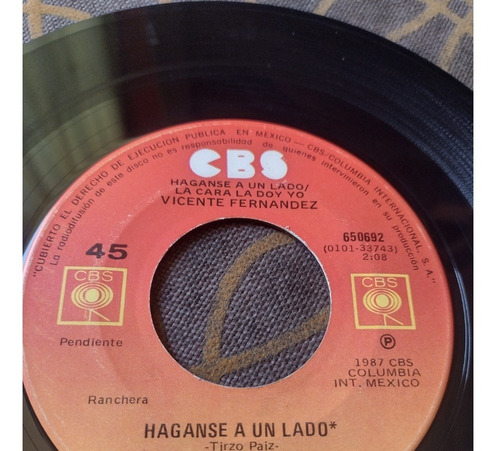 "CUBIERTO EL DERECHO DE EJECUCION PUBLICA EN MEXICO — CBS/COLUMBIA INTERNACIONAL, S. A."
La radiodifusión de este disco no es responsabilidad de quienes intervinieron en su producción
CBS
HAGANSE A UN LADO/
LA CARA LA DOY YO
VICENTE FERNANDEZ
45
650692
(0101-33743)
2:08
CBS
CBS
Pendiente
P
1987 CBS
COLUMBIA
INT. MEXICO
Ranchera
HAGANSE A UN LADO*
-Tirzo Paiz-